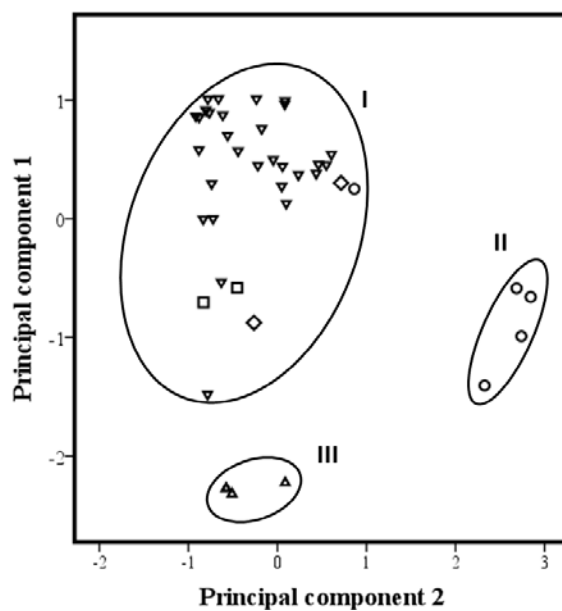 I
II
III
Principal component 1
1
0
-1
-2
-2
-1
0
1
2
3
Principal component 2